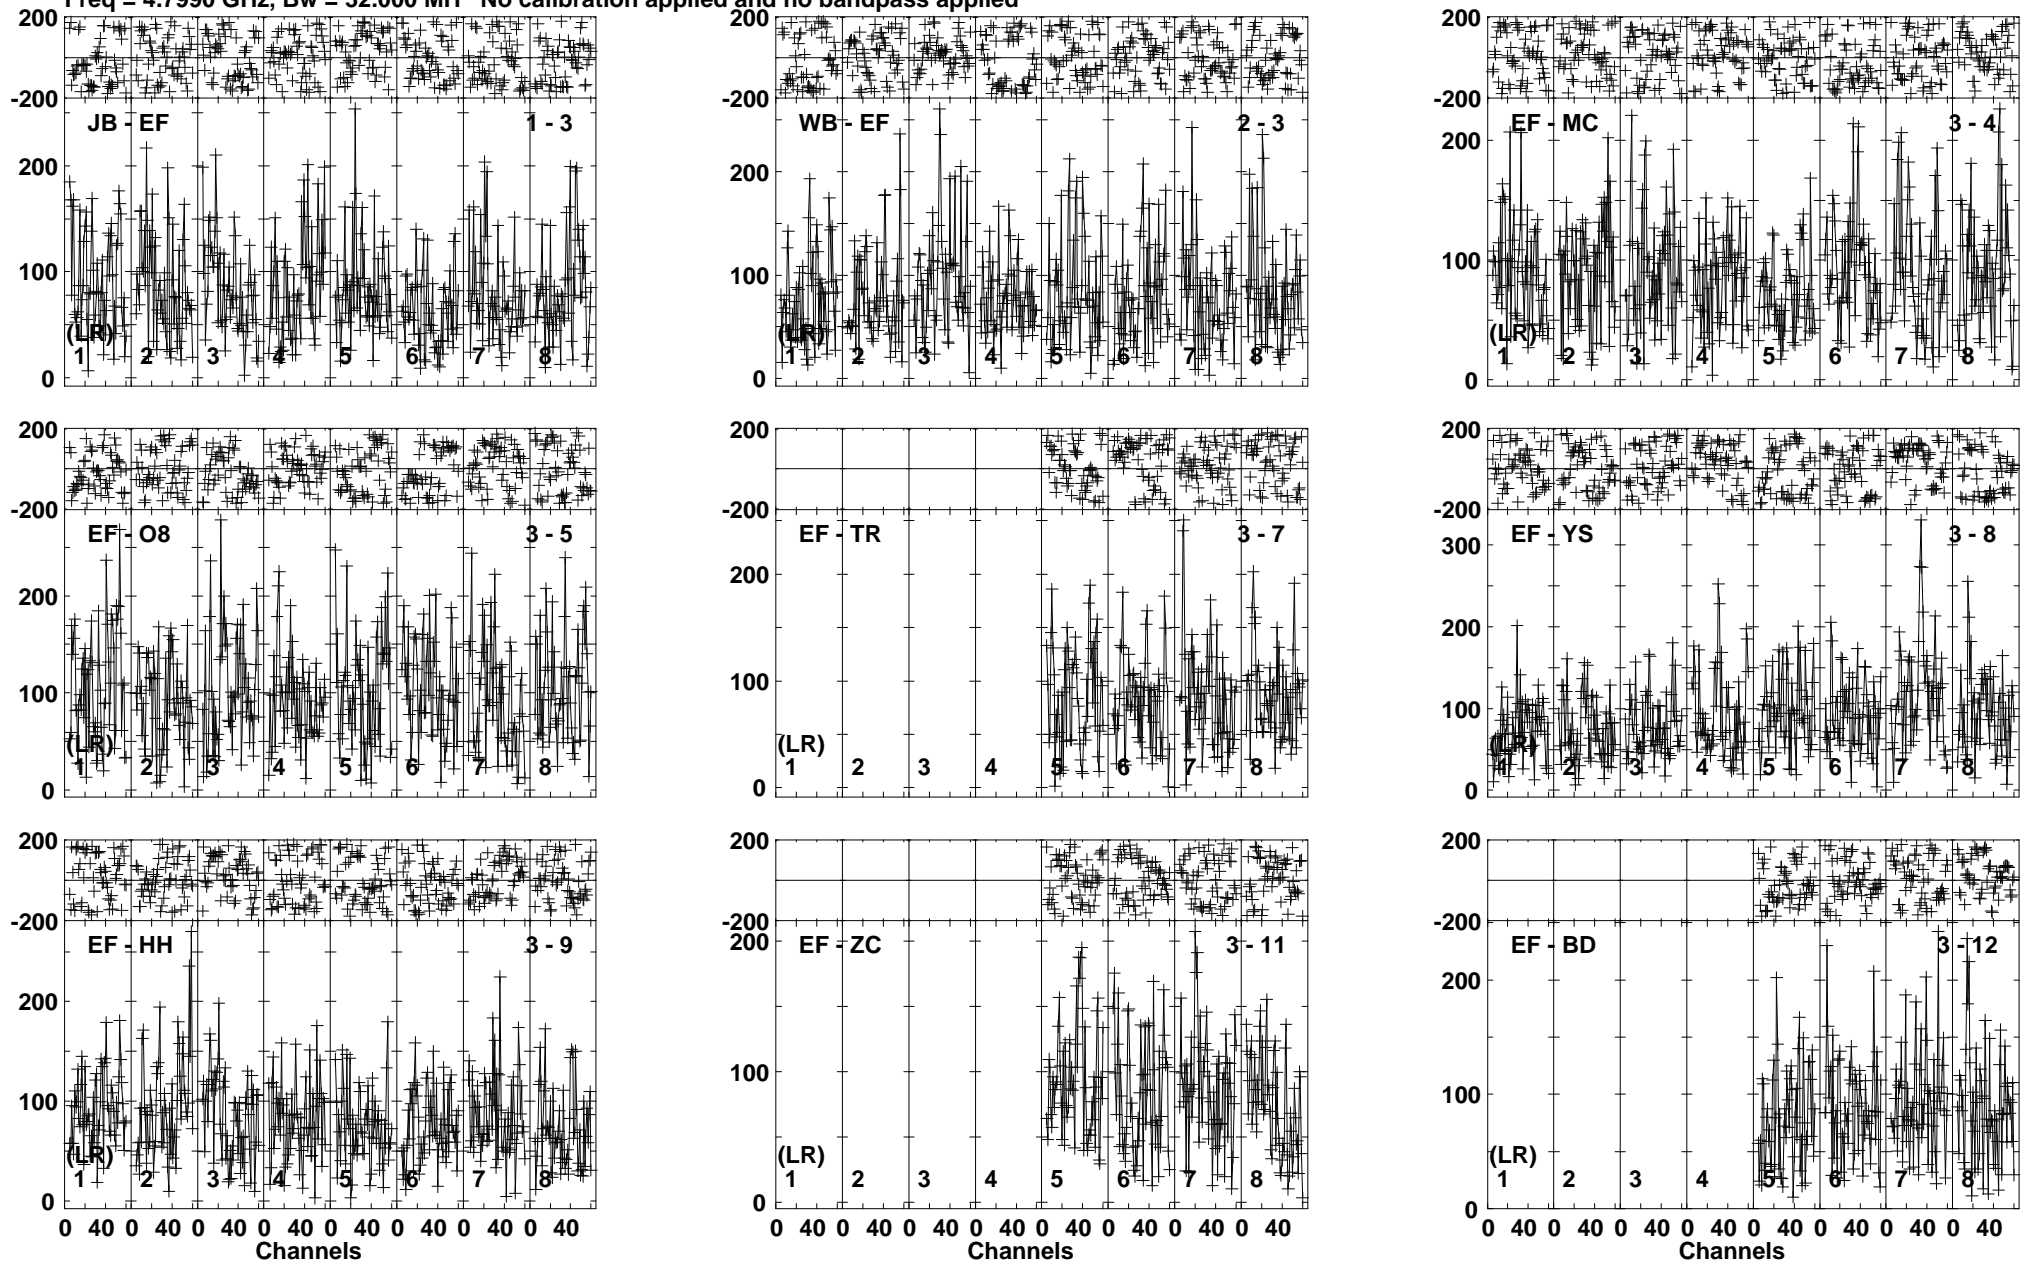 Freq = 4.7990 GHz, Bw = 32.000 MH No calibration applied and no bandpass applied
200 200 200
-200 -200 -200
JB - EF 1 - 3 WB - EF 2 - 3 EF - MC 3 - 4
200 200 200
100 100 100
(LR) (LR) (LR)
1 2 3 4 5 6 7 8 1 2 3 4 5 6 7 8 1 2 3 4 5 6 7 8
0 0 0
200 200 200
-200 -200 -200
EF - O8 3 - 5 EF - TR 3 - 7 EF - YS 3 - 8
300
200 200 200
100 100 100
(LR) (LR) (LR)
1 2 3 4 5 6 7 8 1 2 3 4 5 6 7 8 1 2 3 4 5 6 7 8
0 0 0
200 200 200
-200 -200 -200
EF - HH 3 - 9 EF - ZC 3 - 11 EF - BD 3 - 12
200 200 200
100 100 100
(LR) (LR) (LR)
1 2 3 4 5 6 7 8 1 2 3 4 5 6 7 8 1 2 3 4 5 6 7 8
0 0 0
0 40 0 40 0 40 0 40 0 40 0 40 0 40 0 40 0 40 0 40 0 40 0 40 0 40 0 40 0 40 0 40 0 40 0 40 0 40 0 40 0 40 0 40 0 40 0 40
Channels Channels Channels